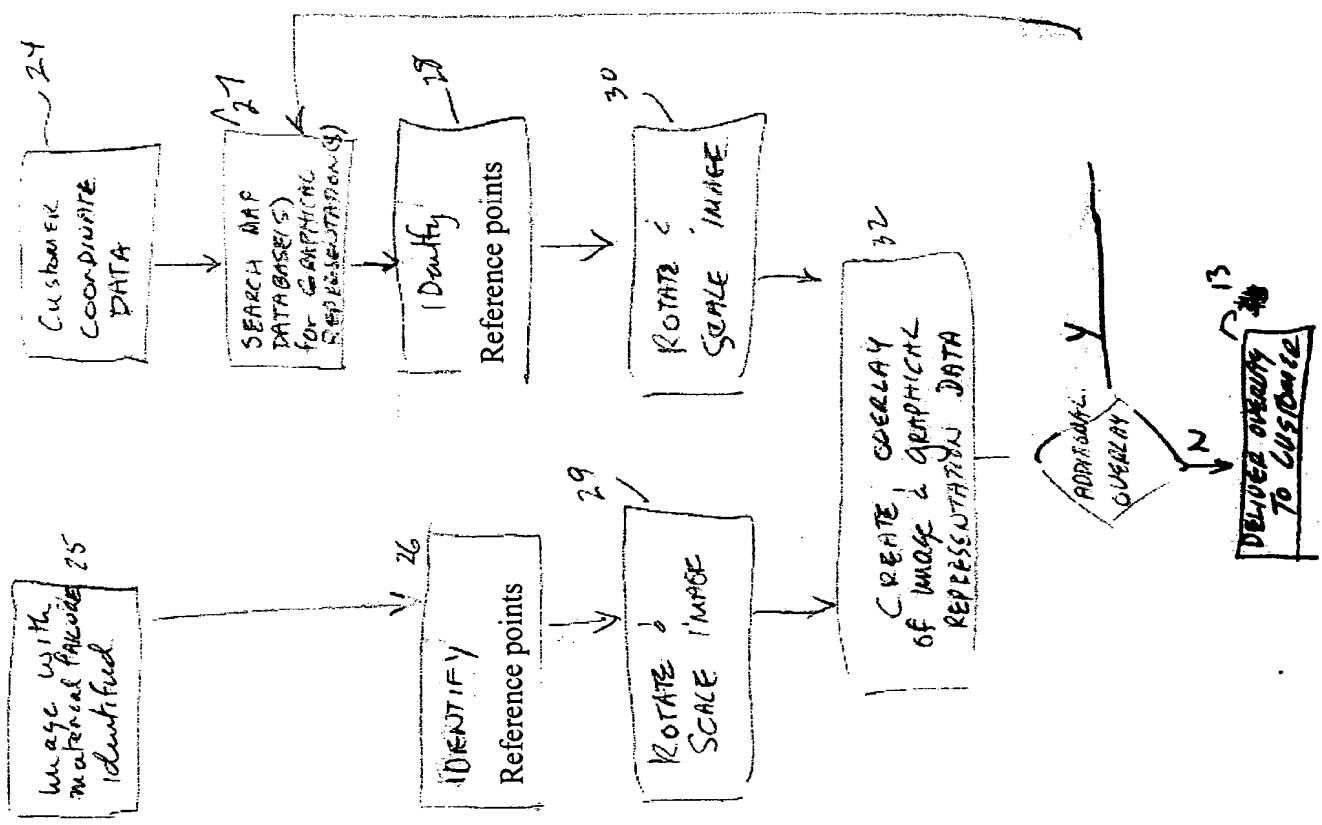 24
CUSTOMER
COORDINATE
DATA
27
SEARCH MAP
DATABASE(S)
for GRAPHICAL
REPRESENTATION(S)
28
IDentify
Reference points
30
ROTATE &
SCALE IMAGE
25
Image with
material FAILURE
identified
26
IDENTIFY
Reference points
29
ROTATE &
SCALE IMAGE
32
CREATE OVERLAY
of image & GRAPHICAL
REPRESENTATION DATA
ADDITIONAL
OVERLAY
Y
N
13
DELIVER OVERLAY
TO CUSTOMER